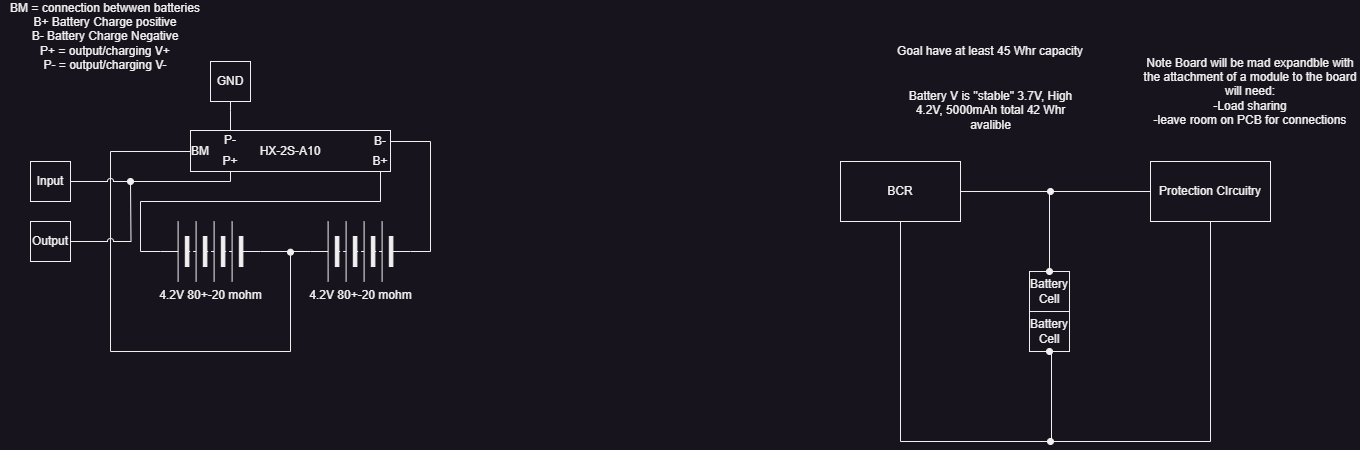 BM = connection betwwen batteries
B+ Battery Charge positive
B- Battery Charge Negative
P+ = output/charging V+
P- = output/charging V-
GND
P-
BM
HX-2S-A10
B-
P+
B+
Input
Output
4.2V 80+-20 mohm
4.2V 80+-20 mohm
Goal have at least 45 Whr capacity
Battery V is "stable" 3.7V, High
4.2V, 5000mAh total 42 Whr
avalible
Note Board will be mad expandble with
the attachment of a module to the board
will need:
-Load sharing
-leave room on PCB for connections
BCR
Protection CIrcuitry
Battery
Cell
Battery
Cell